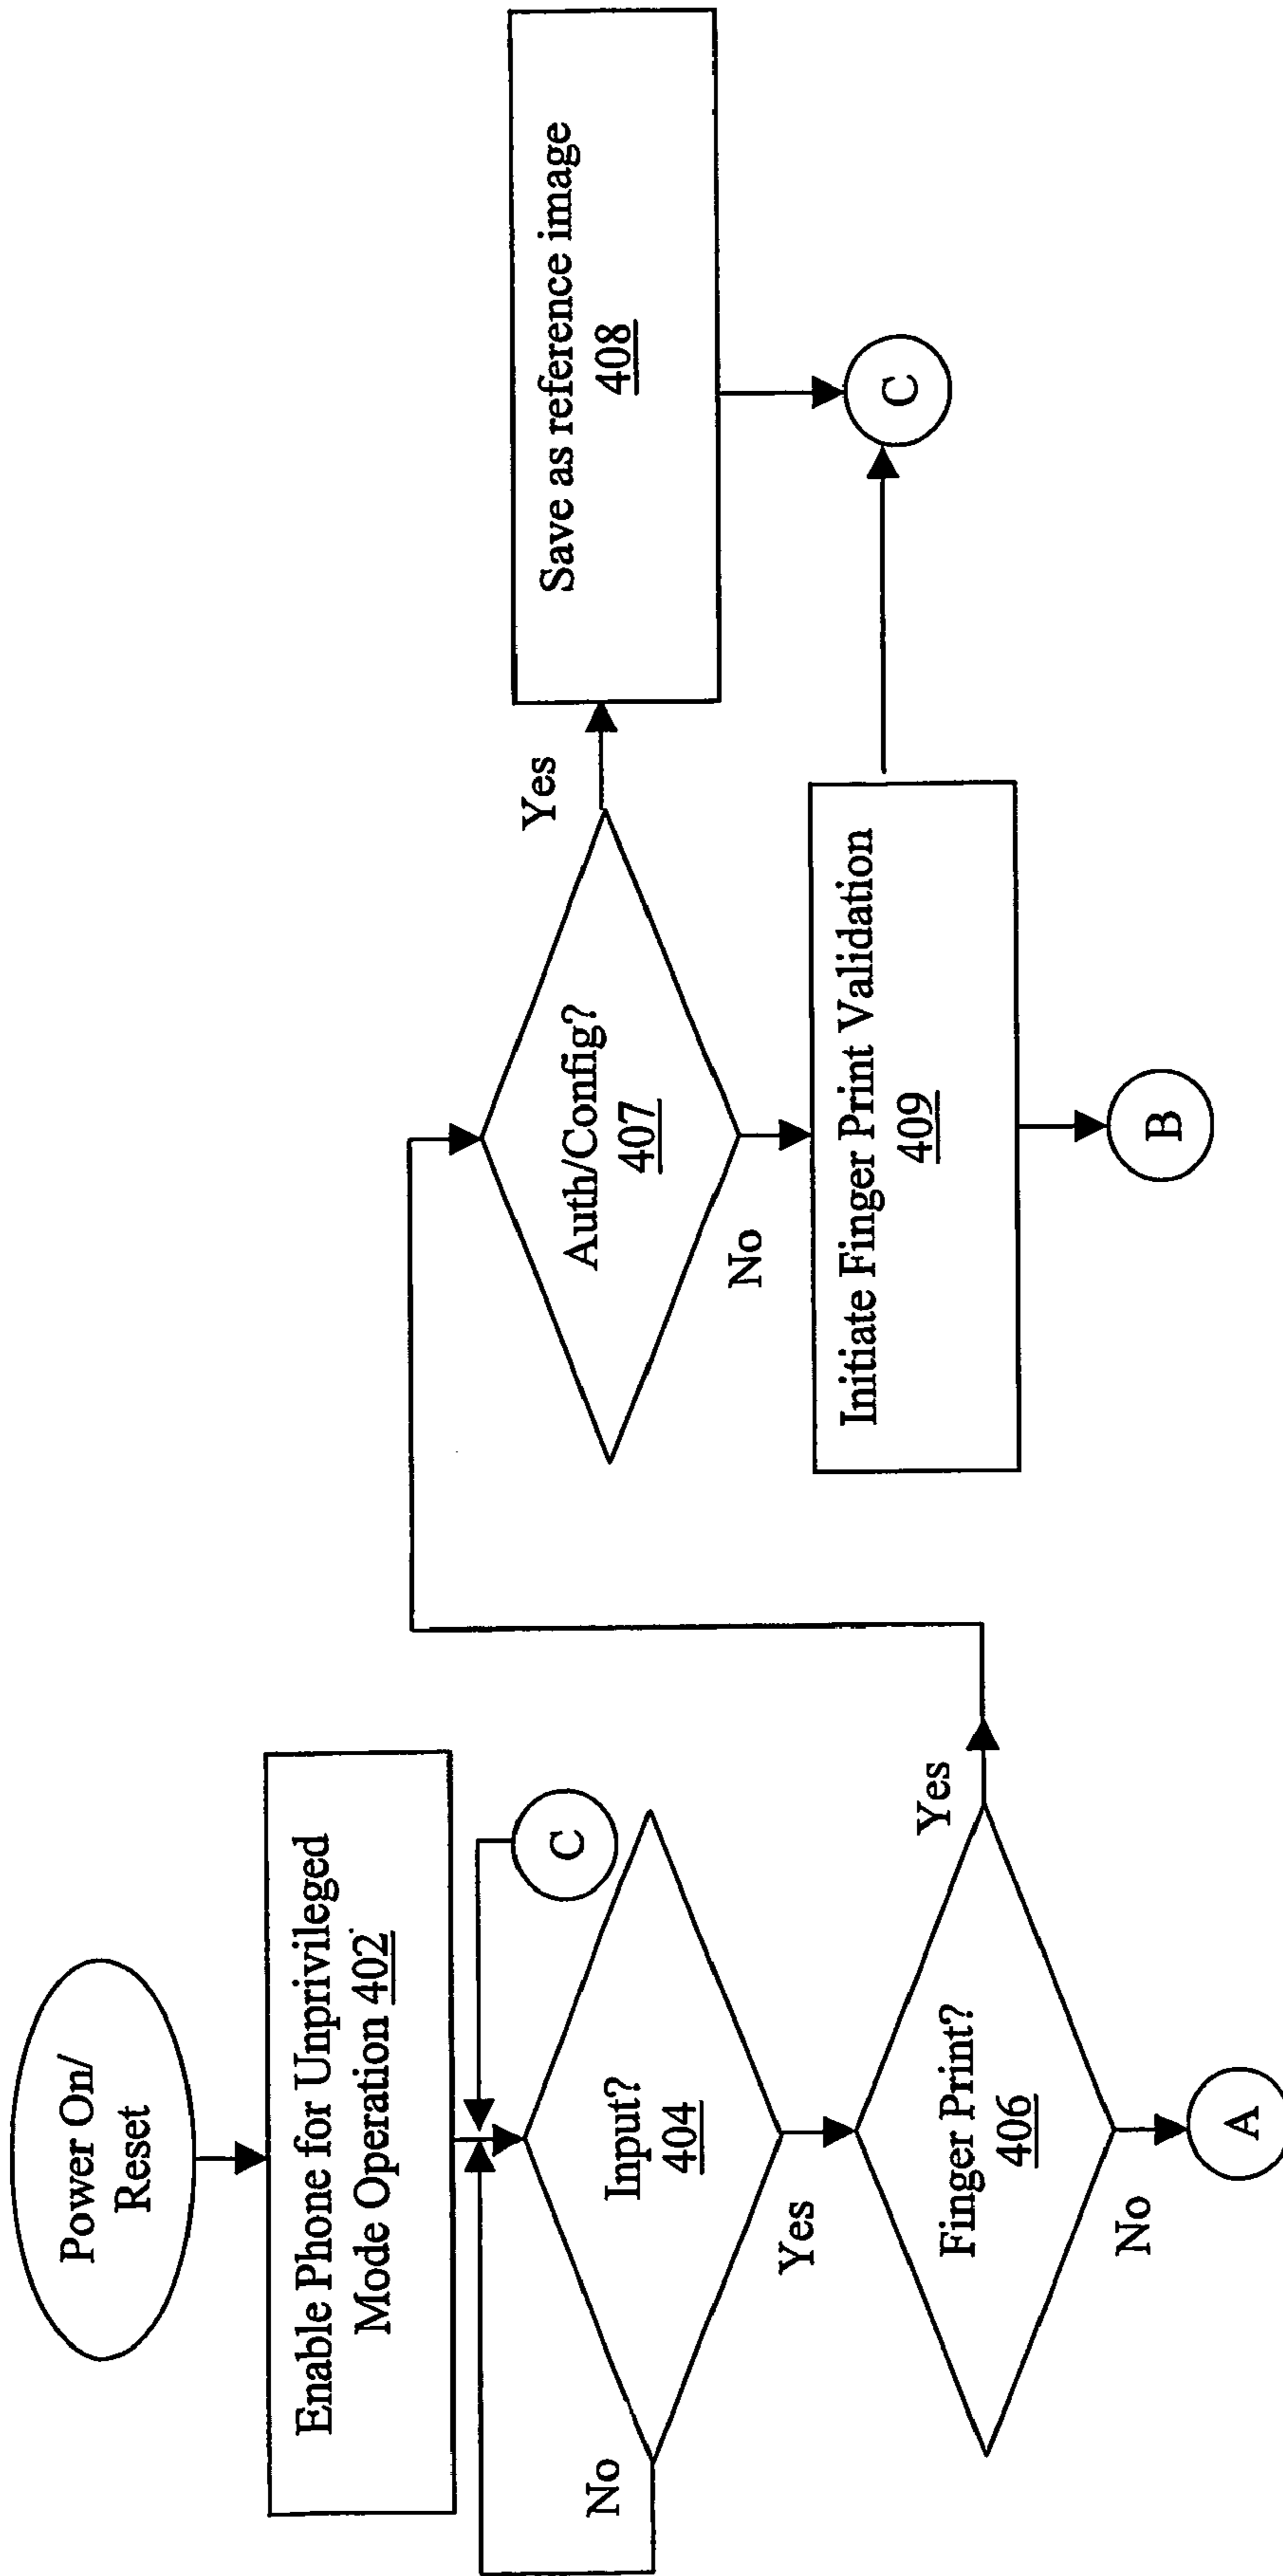 Power On/
Reset
Enable Phone for Unprivileged
Mode Operation 402
C
Input?
404
No
Yes
Finger Print?
406
Yes
No
A
Auth/Config?
407
Yes
No
Save as reference image
408
Initiate Finger Print Validation
409
C
B